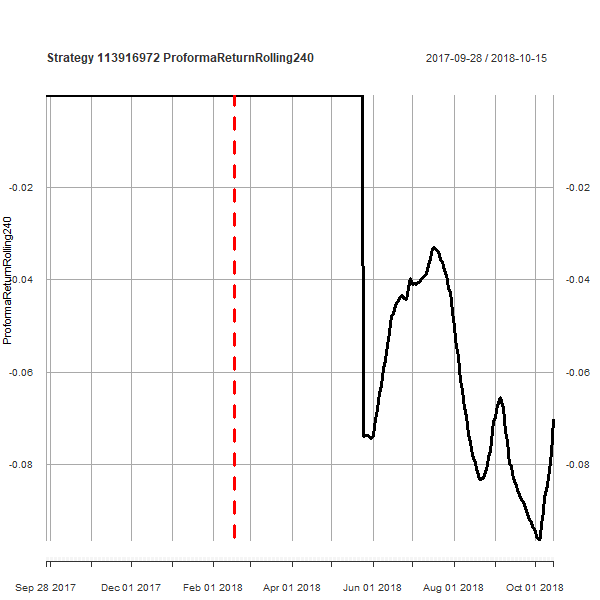 Strategy 113916972 ProformaReturnRolling240
2017-09-28 / 2018-10-15
ProformaReturnRolling240
-0.02
-0.04
-0.06
-0.08
-0.02
-0.04
-0.06
-0.08
Sep 28 2017
Dec 01 2017
Feb 01 2018
Apr 01 2018
Jun 01 2018
Aug 01 2018
Oct 01 2018